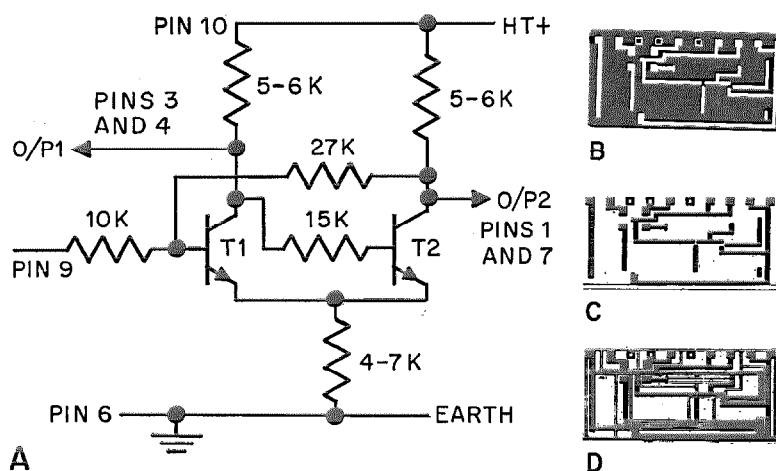 PIN 10
HT+
5-6K
5-6K
PINS 3
AND 4
O/P1
27K
O/P2
10K
15K
T1
T2
PINS 1
AND 7
PIN 9
4-7K
PIN 6
EARTH
A
B
C
D